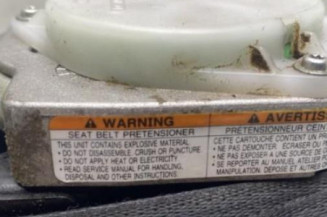 WARNING
SEAT BELT PRETENSIONER
THIS UNIT CONTAINS EXPLOSIVE MATERIAL
• DO NOT DISASSEMBLE, CRUSH OR PUNCTURE
• DO NOT APPLY HEAT OR ELECTRICITY
• READ SERVICE MANUAL FOR HANDLING,
DISPOSAL AND OTHER INSTRUCTIONS
AVERTIS
PRETENSIONNEUR CEIN
CETTE CARTOUCHE CONTIENT UN
• NE PAS DEMONTER, ECRASER OU
• NE PAS EXPOSER A UNE SOURCE DE
• SE REPORTER AU MANUEL ATELIER
MANIPULATION, DEPOSE ET AUTRES